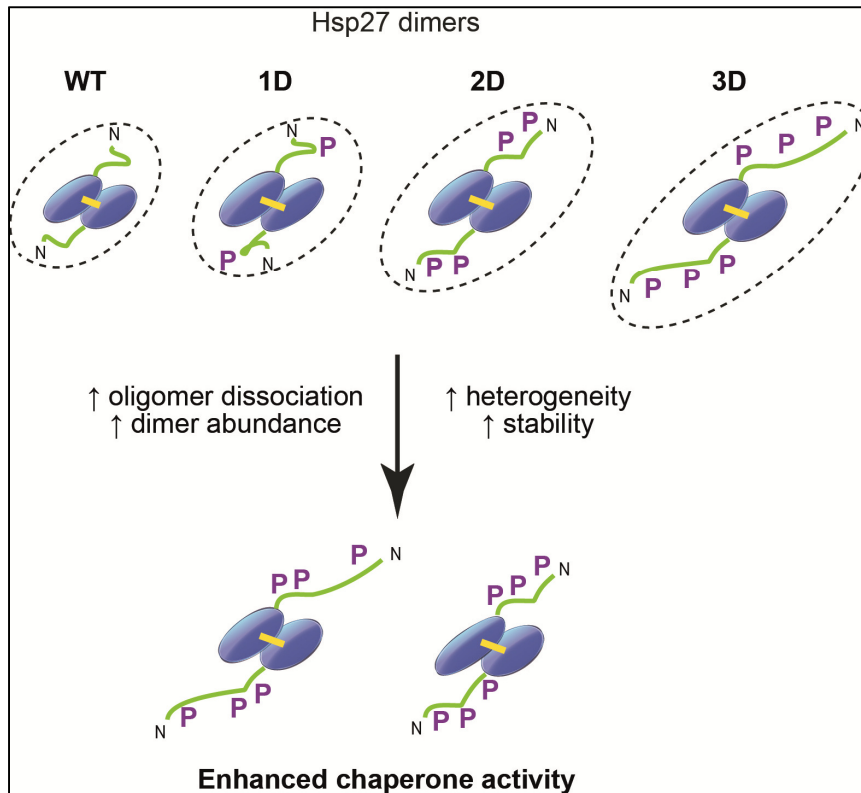 Hsp27 dimers
WT 1D 2D 3D
N N P P P N P P P N
N P N N P P N P P P
↑ oligomer dissociation ↑ heterogeneity
↑ dimer abundance ↑ stability
P P P N P P P N
N P P P N P P P
Enhanced chaperone activity